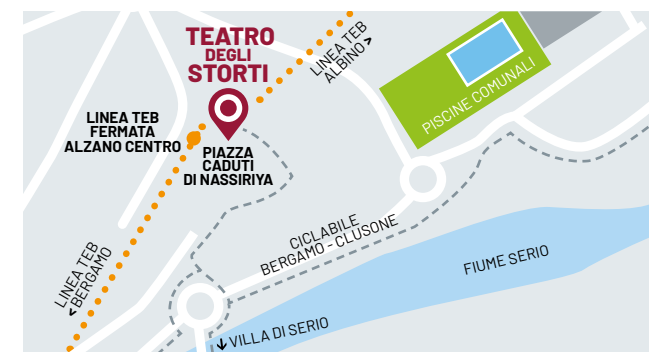 TEATRO
DEGLI
STORTI
LINEA TEB
ALBINO >
PISCINE COMUNALI
LINEA TEB
FERMATA
ALZANO CENTRO
PIAZZA
CADUTI
DI NASSIRIYA
CICLABILE
BERGAMO - CLUSONE
FIUME SERIO
LINEA TEB
< BERGAMO
↓ VILLA DI SERIO